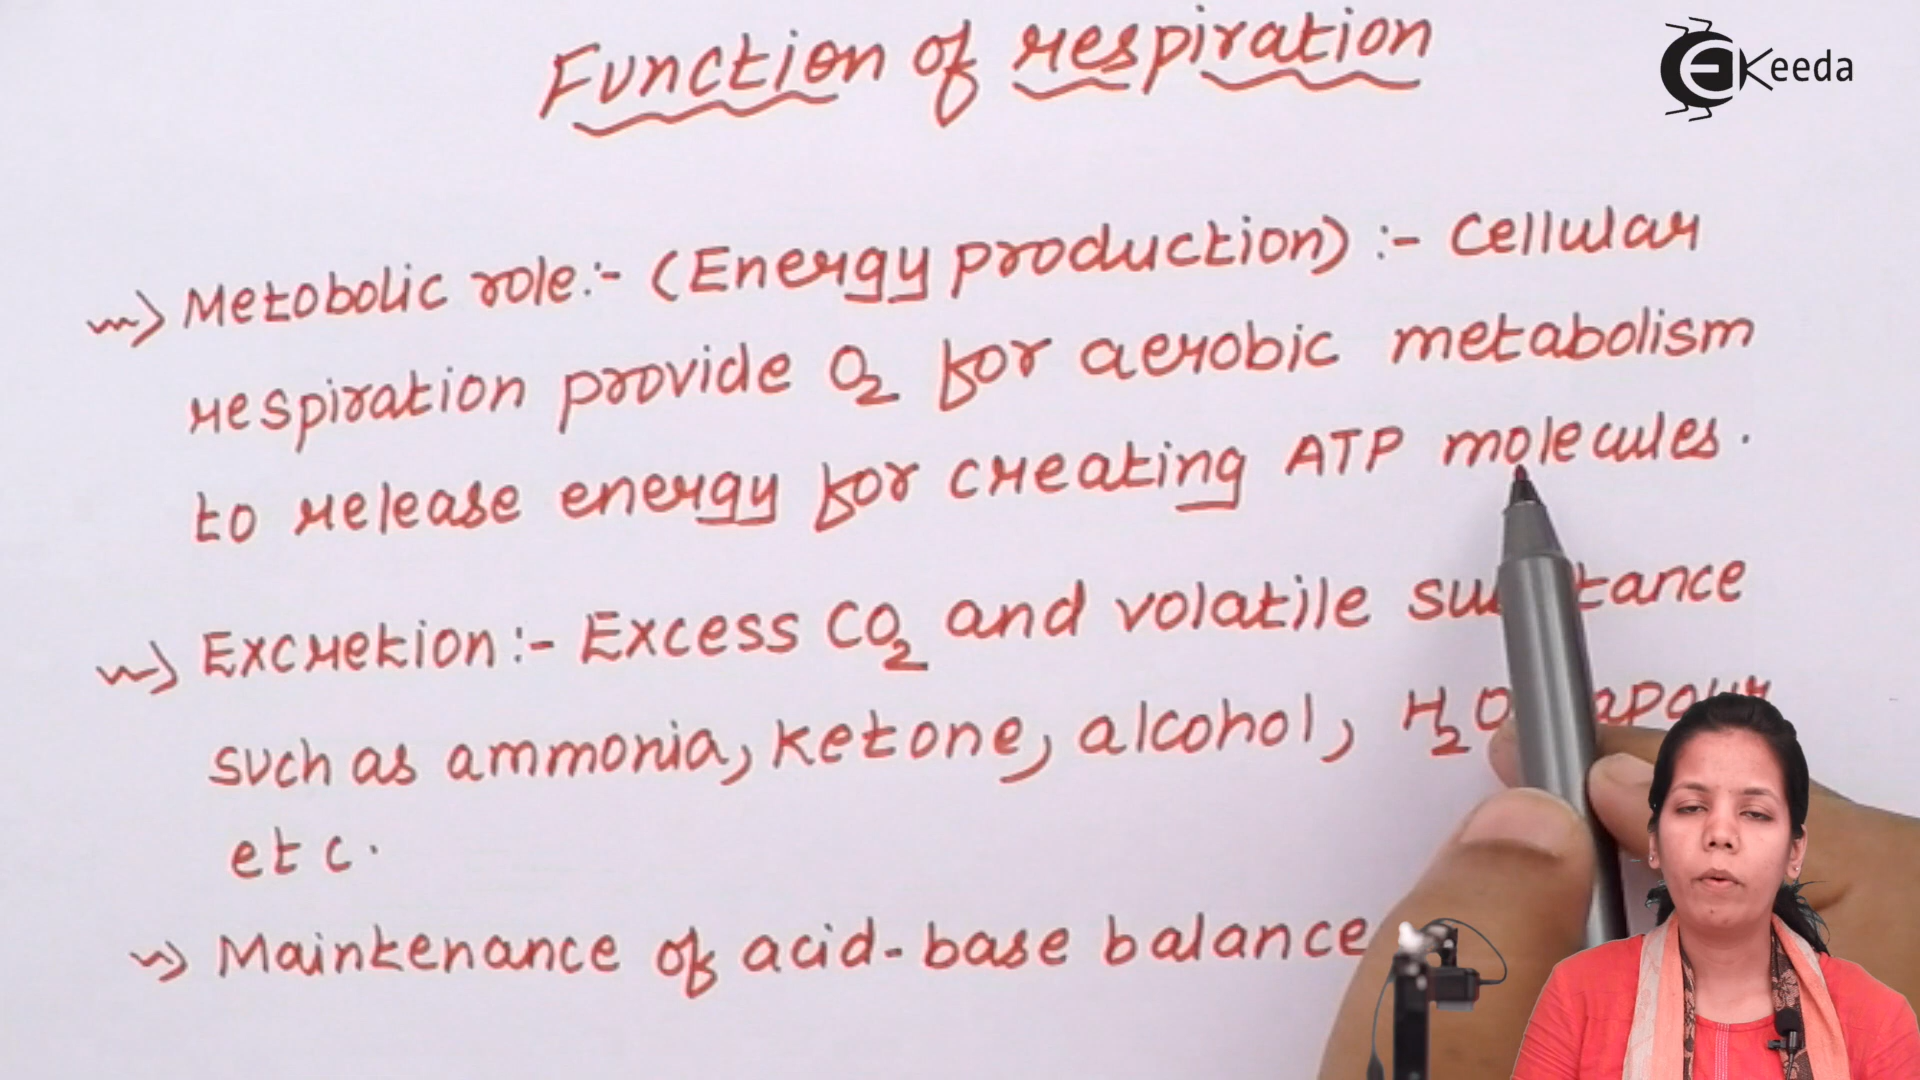 Function of respiration
EKeeda
Metobolic role:- (Energy production) :- Cellular
respiration provide O₂ for aerobic metabolism
to release energy for creating ATP molecules.
Excretion :- Excess CO₂ and volatile
such as ammonia, ketone, alcohol, H₂O
etc.
Maintenance of acid-base balance